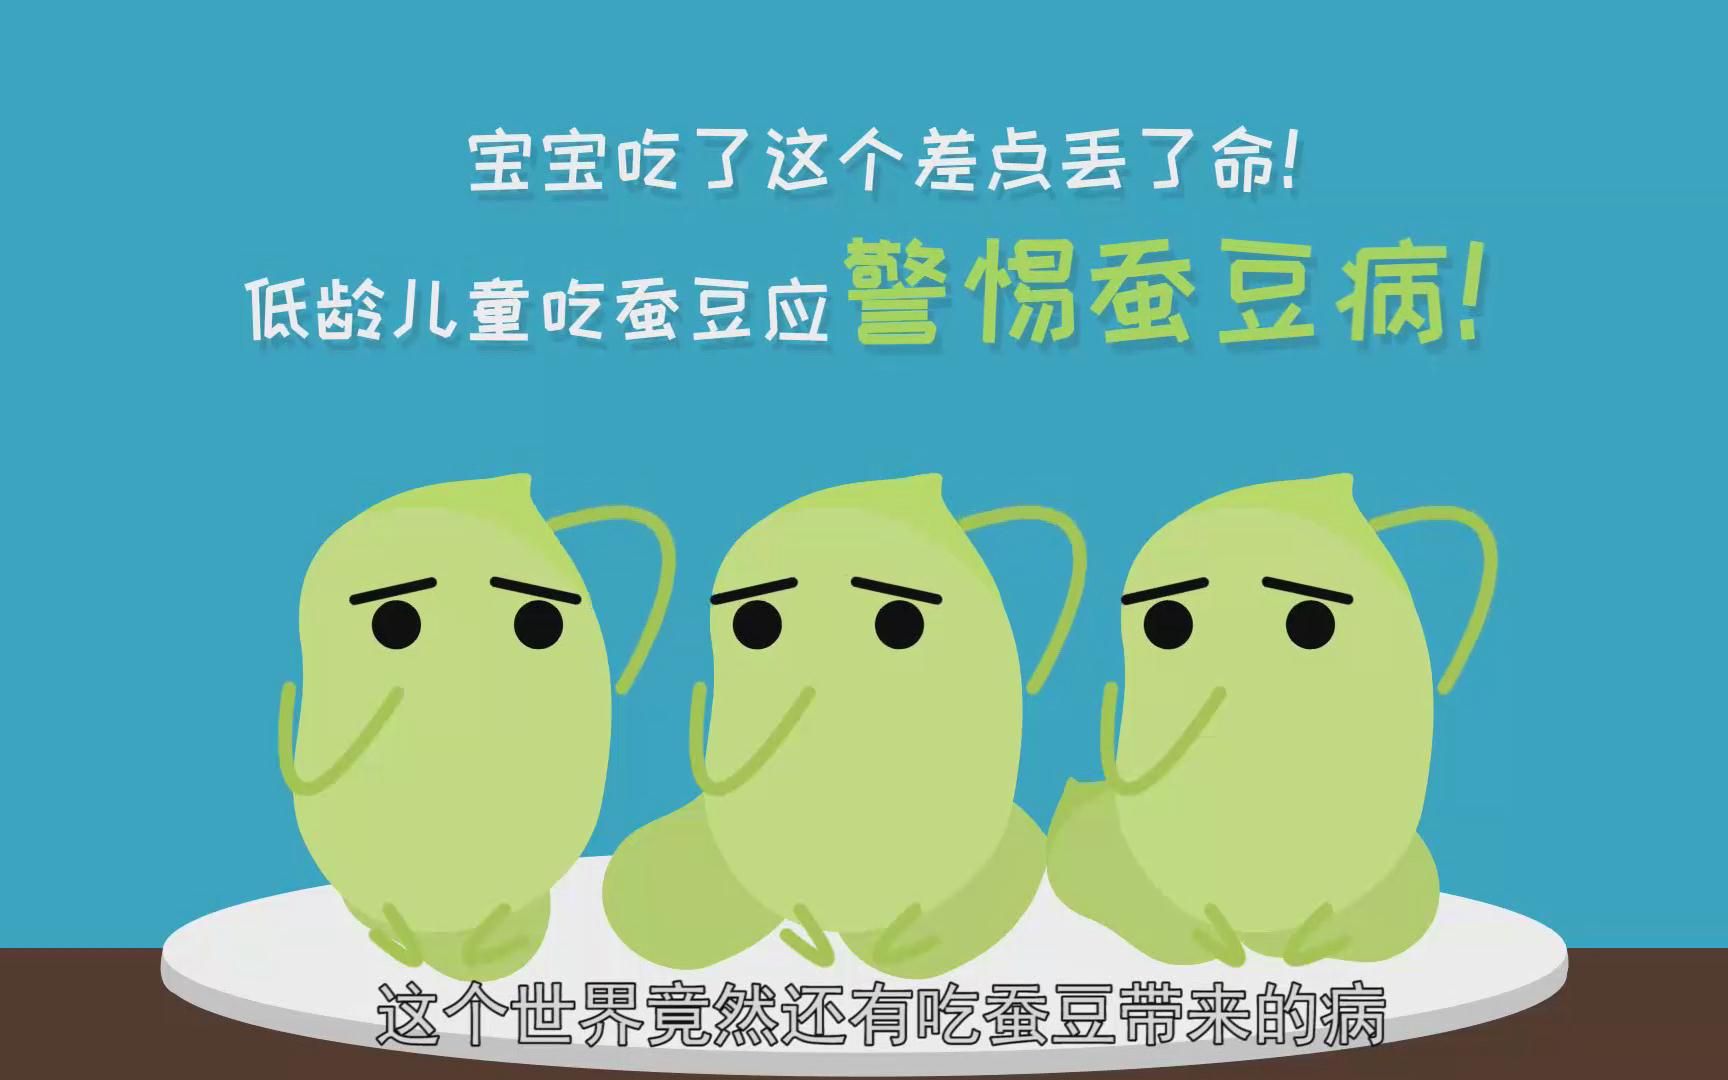 宝宝吃了这个差点丢了命!
低龄儿童吃蚕豆应警惕蚕豆病!
这个世界竟然还有吃蚕豆带来的病